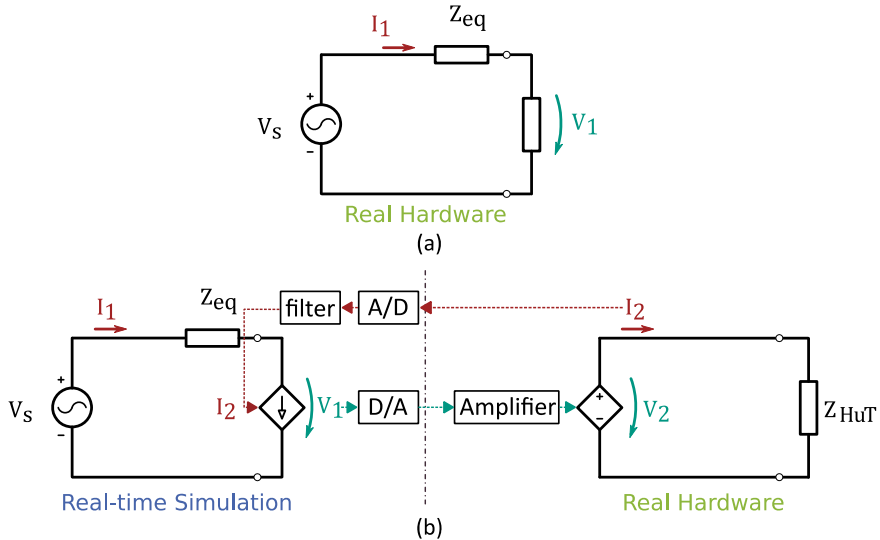 I1
Zeq
+
Vs
−
V1
Real Hardware
(a)
I1
Zeq
filter
A/D
I2
+
Vs
−
I2
V1
D/A
Amplifier
+
−
V2
ZHuT
Real-time Simulation
Real Hardware
(b)